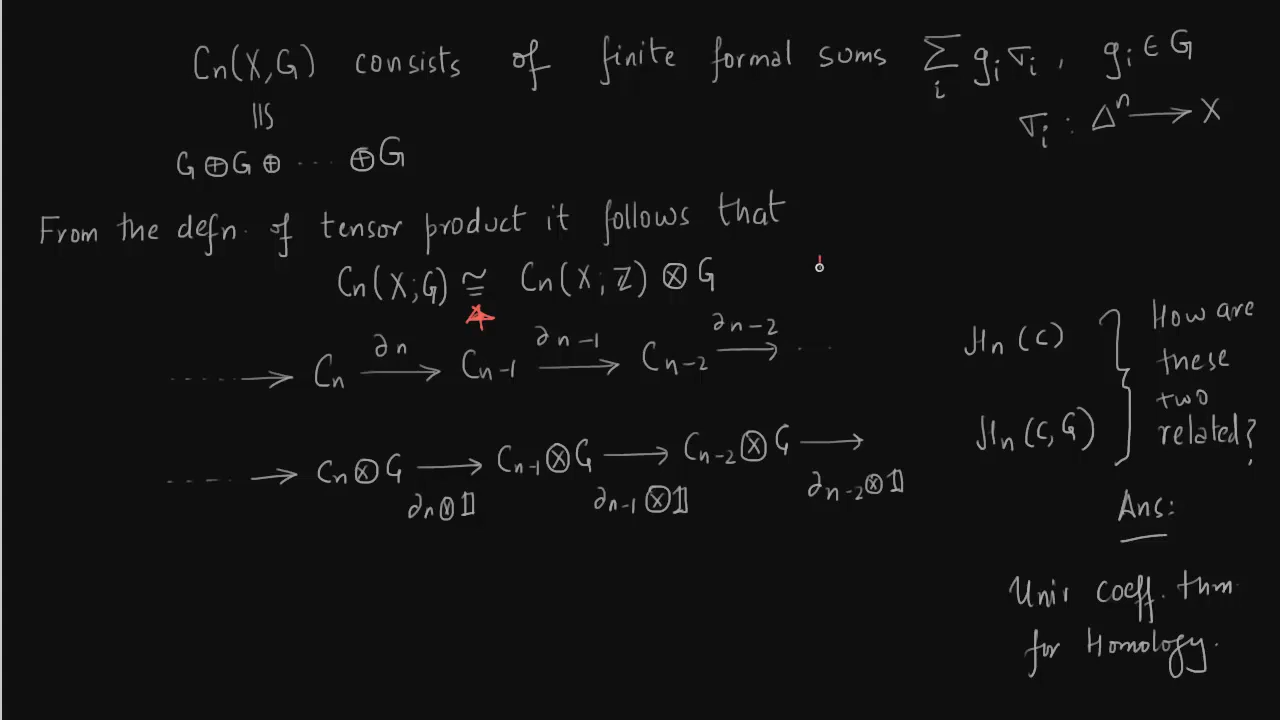 Cn(X,G) consists of finite formal sums ∑ᵢ gᵢσᵢ, gᵢ ∈ G
σᵢ : Δⁿ → X
≅
G ⊕ G ⊕ ···· ⊕ G
From the defn. of tensor product it follows that
Cn(X;G) ≅ Cn(X;ℤ) ⊗ G
······ → Cn —∂n→ Cn-1 —∂n-1→ Cn-2 —∂n-2→ ···
------ → Cn ⊗ G → Cn-1 ⊗ G → Cn-2 ⊗ G →
∂n ⊗ 𝟙 ∂n-1 ⊗ 𝟙 ∂n-2 ⊗ 𝟙
Hn(C)
Hn(C,G)
How are
these
two
related?
Ans:
Univ coeff. thm.
for Homology.